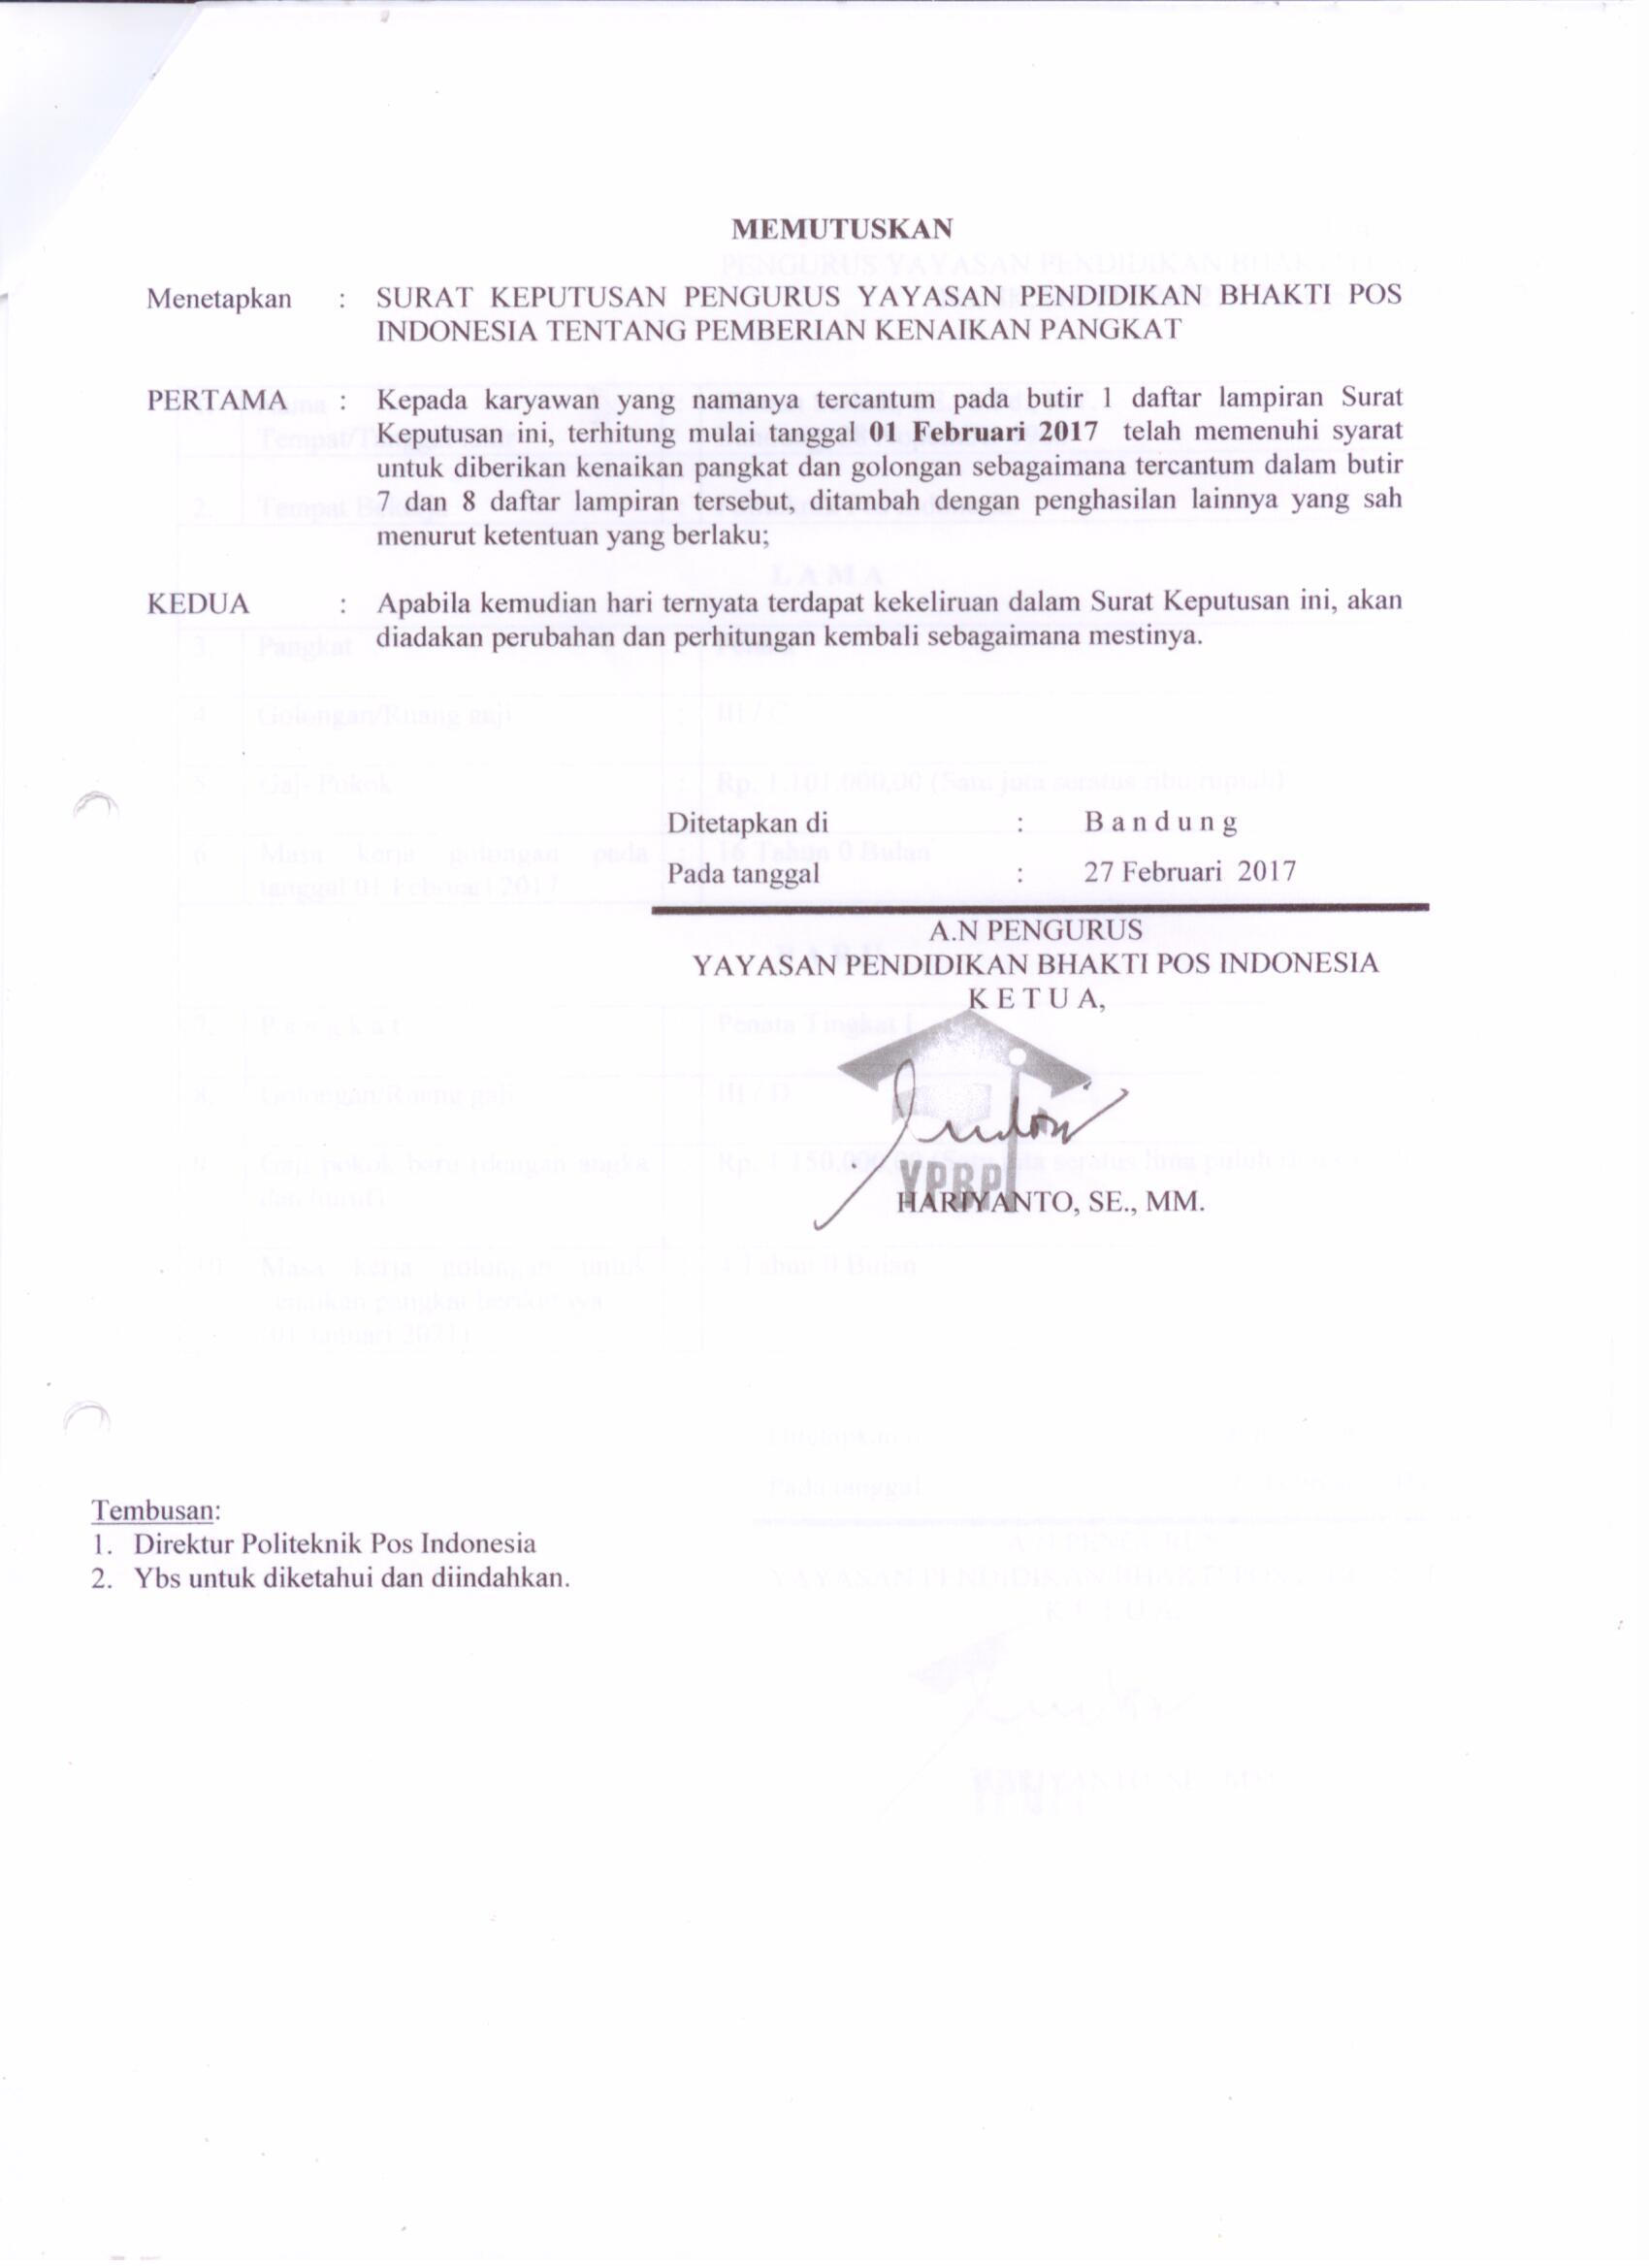 MEMUTUSKAN
Menetapkan : SURAT KEPUTUSAN PENGURUS YAYASAN PENDIDIKAN BHAKTI POS
INDONESIA TENTANG PEMBERIAN KENAIKAN PANGKAT
PERTAMA : Kepada karyawan yang namanya tercantum pada butir 1 daftar lampiran Surat
Keputusan ini, terhitung mulai tanggal 01 Februari 2017 telah memenuhi syarat
untuk diberikan kenaikan pangkat dan golongan sebagaimana tercantum dalam butir
7 dan 8 daftar lampiran tersebut, ditambah dengan penghasilan lainnya yang sah
menurut ketentuan yang berlaku;
KEDUA : Apabila kemudian hari ternyata terdapat kekeliruan dalam Surat Keputusan ini, akan
diadakan perubahan dan perhitungan kembali sebagaimana mestinya.
Ditetapkan di : B a n d u n g
Pada tanggal : 27 Februari 2017
A.N PENGURUS
YAYASAN PENDIDIKAN BHAKTI POS INDONESIA
K E T U A,
YPBPI
HARIYANTO, SE., MM.
Tembusan:
1. Direktur Politeknik Pos Indonesia
2. Ybs untuk diketahui dan diindahkan.